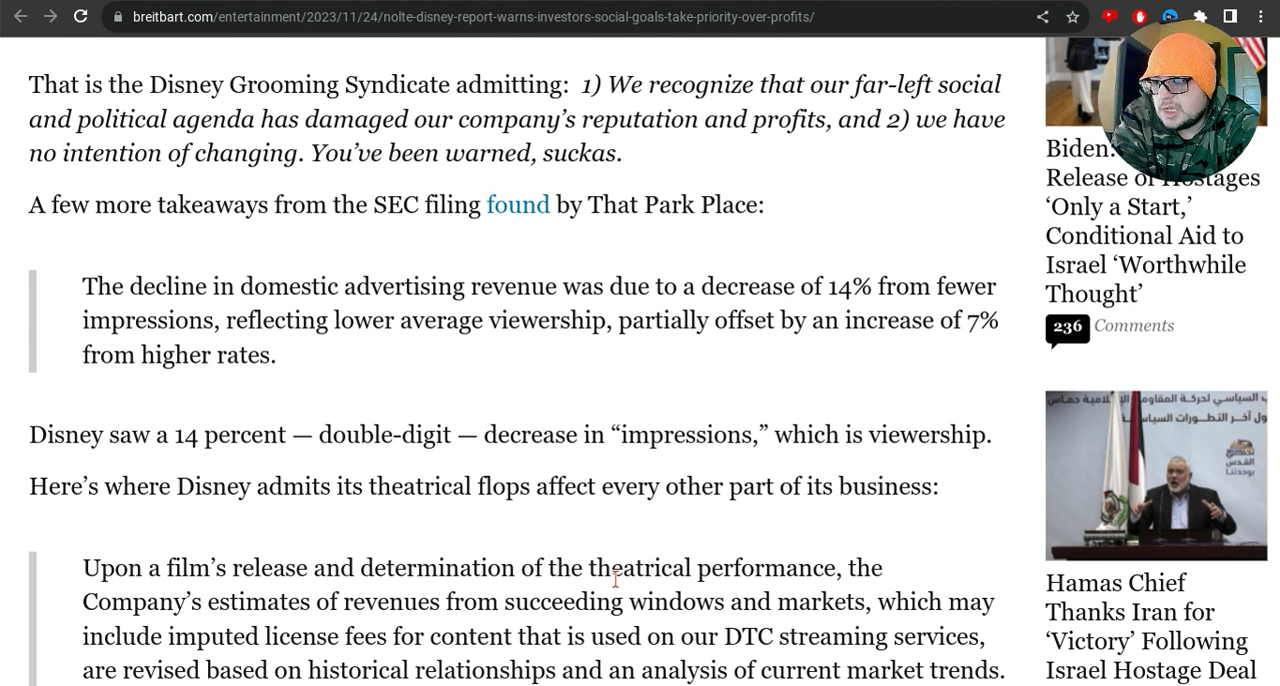 breitbart.com/entertainment/2023/11/24/nolte-disney-report-warns-investors-social-goals-take-priority-over-profits/
That is the Disney Grooming Syndicate admitting: 1) We recognize that our far-left social
and political agenda has damaged our company’s reputation and profits, and 2) we have
no intention of changing. You’ve been warned, suckas.
A few more takeaways from the SEC filing found by That Park Place:
The decline in domestic advertising revenue was due to a decrease of 14% from fewer
impressions, reflecting lower average viewership, partially offset by an increase of 7%
from higher rates.
Disney saw a 14 percent — double-digit — decrease in “impressions,” which is viewership.
Here’s where Disney admits its theatrical flops affect every other part of its business:
Upon a film’s release and determination of the theatrical performance, the
Company’s estimates of revenues from succeeding windows and markets, which may
include imputed license fees for content that is used on our DTC streaming services,
are revised based on historical relationships and an analysis of current market trends.
Biden:
Release of Hostages
‘Only a Start,’
Conditional Aid to
Israel ‘Worthwhile
Thought’
236 Comments
Hamas Chief
Thanks Iran for
‘Victory’ Following
Israel Hostage Deal